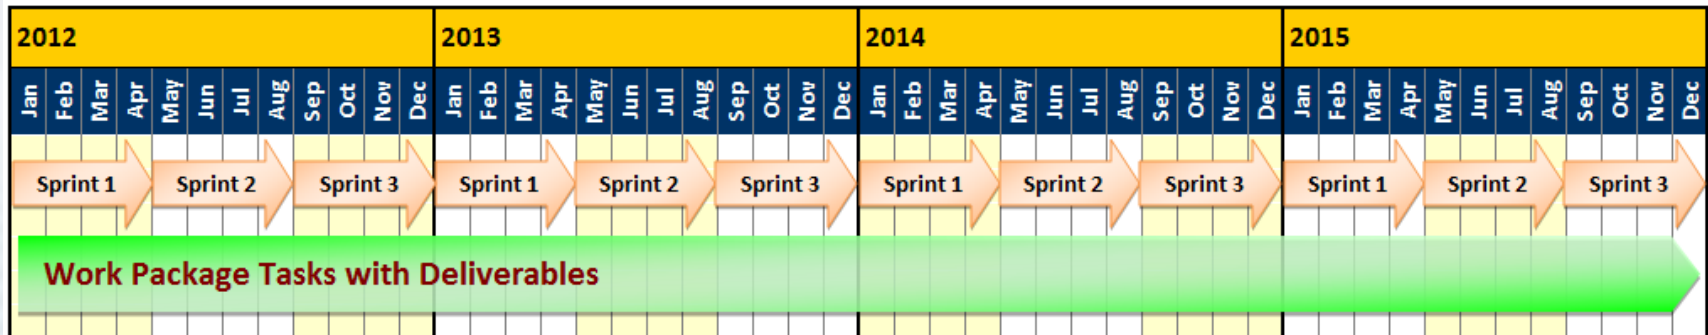 2012 2013 2014 2015
Jan Feb Mar Apr May Jun Jul Aug Sep Oct Nov Dec Jan Feb Mar Apr May Jun Jul Aug Sep Oct Nov Dec Jan Feb Mar Apr May Jun Jul Aug Sep Oct Nov Dec Jan Feb Mar Apr May Jun Jul Aug Sep Oct Nov Dec
Sprint 1 Sprint 2 Sprint 3 Sprint 1 Sprint 2 Sprint 3 Sprint 1 Sprint 2 Sprint 3 Sprint 1 Sprint 2 Sprint 3
Work Package Tasks with Deliverables